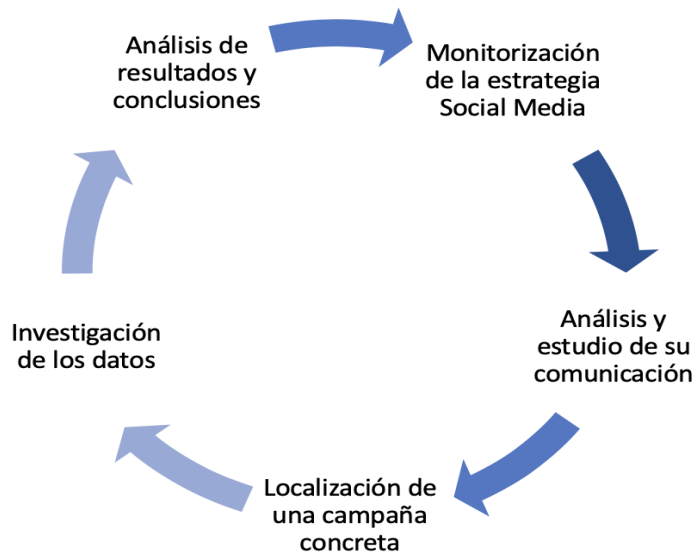 Análisis de
resultados y
conclusiones
Monitorización
de la estrategia
Social Media
Análisis y
estudio de su
comunicación
Localización de
una campaña
concreta
Investigación
de los datos